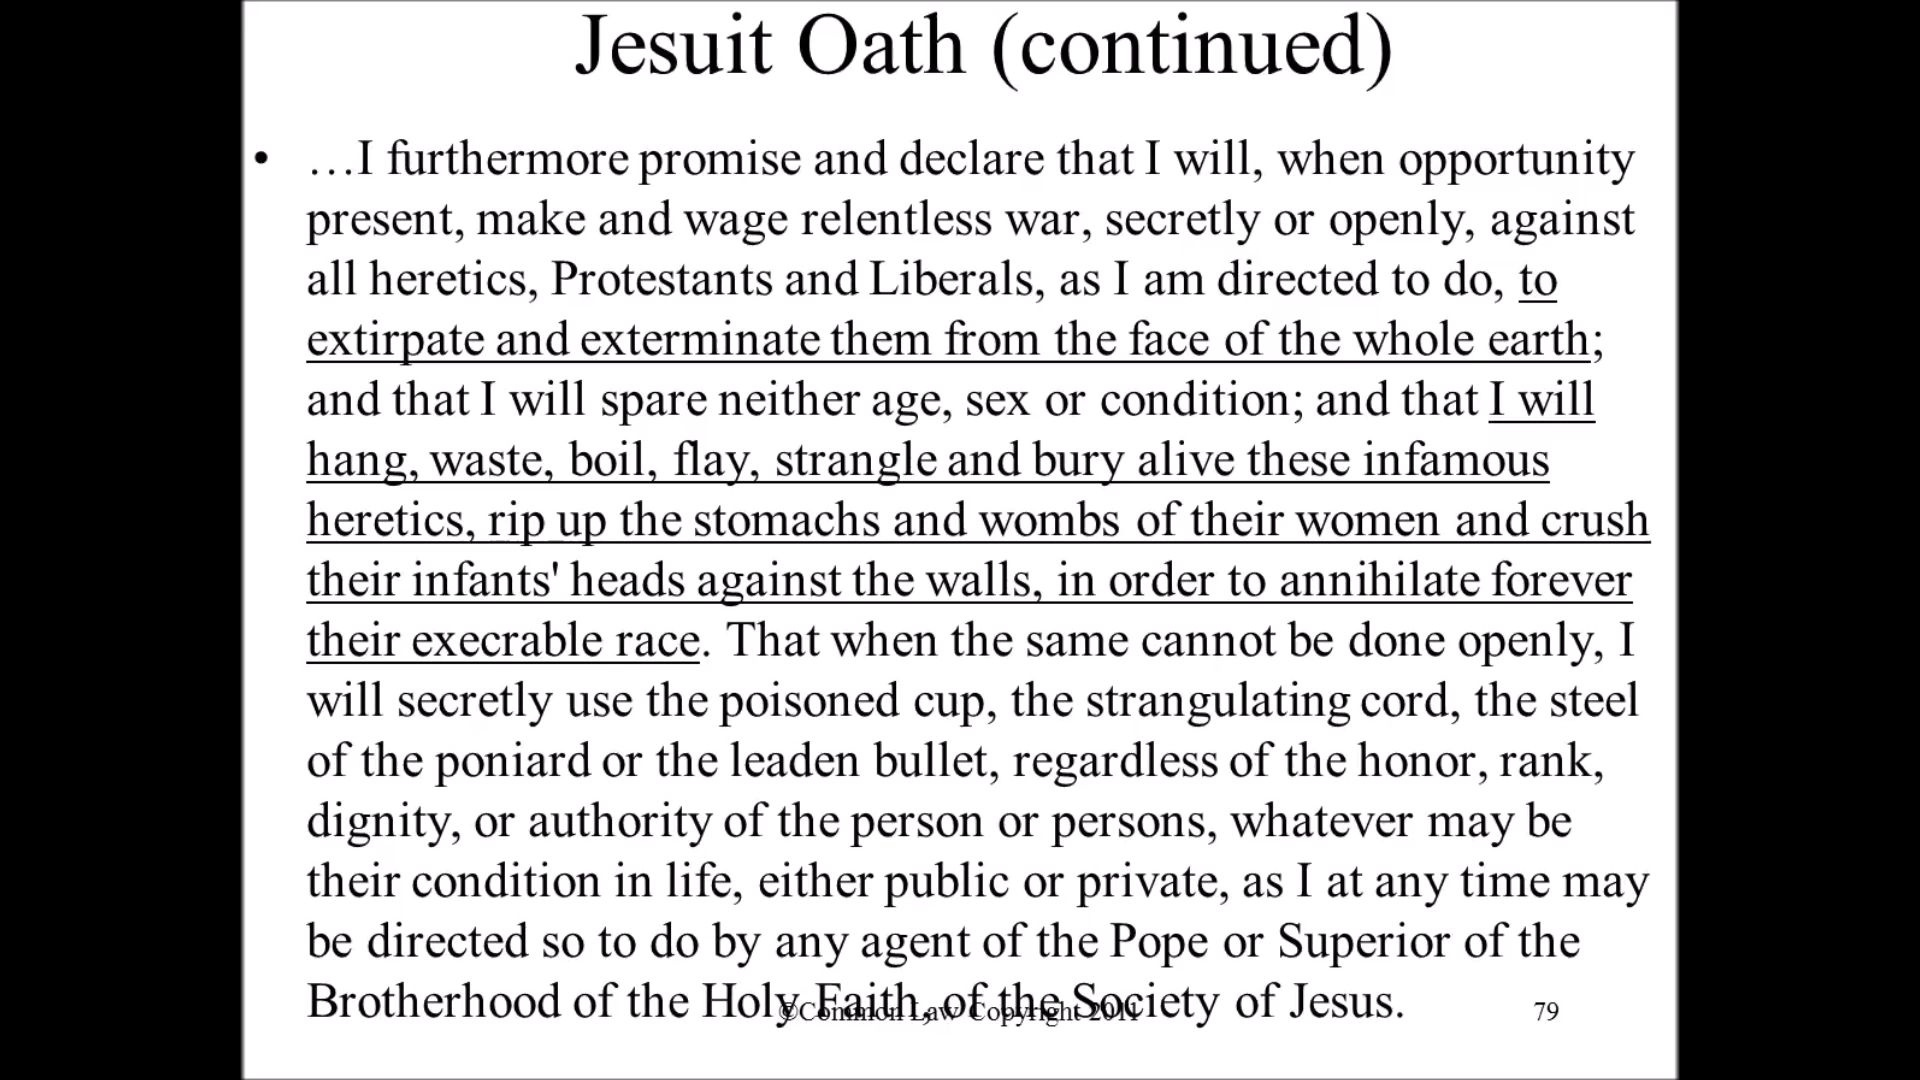 Jesuit Oath (continued)
• …I furthermore promise and declare that I will, when opportunity
present, make and wage relentless war, secretly or openly, against
all heretics, Protestants and Liberals, as I am directed to do, to
extirpate and exterminate them from the face of the whole earth;
and that I will spare neither age, sex or condition; and that I will
hang, waste, boil, flay, strangle and bury alive these infamous
heretics, rip up the stomachs and wombs of their women and crush
their infants' heads against the walls, in order to annihilate forever
their execrable race. That when the same cannot be done openly, I
will secretly use the poisoned cup, the strangulating cord, the steel
of the poniard or the leaden bullet, regardless of the honor, rank,
dignity, or authority of the person or persons, whatever may be
their condition in life, either public or private, as I at any time may
be directed so to do by any agent of the Pope or Superior of the
Brotherhood of the Holy Faith, of the Society of Jesus.
©Common Law Copyright 2011
79